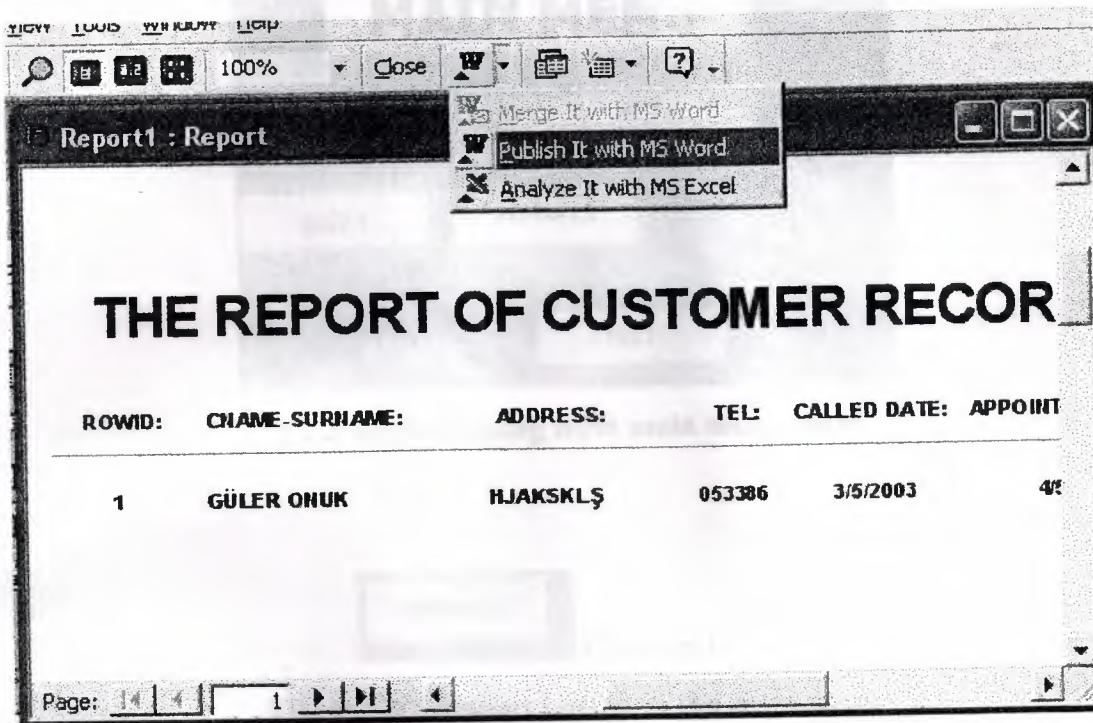 View Tools Window Help
100% Close
Merge It with MS Word
Report1 : Report
Publish It with MS Word
Analyze It with MS Excel
THE REPORT OF CUSTOMER RECOR
ROWID: CNAME-SURNAME: ADDRESS: TEL: CALLED DATE: APPOINT
1 GÜLER ONUK HJAKSKLŞ 053386 3/5/2003
Page: 1